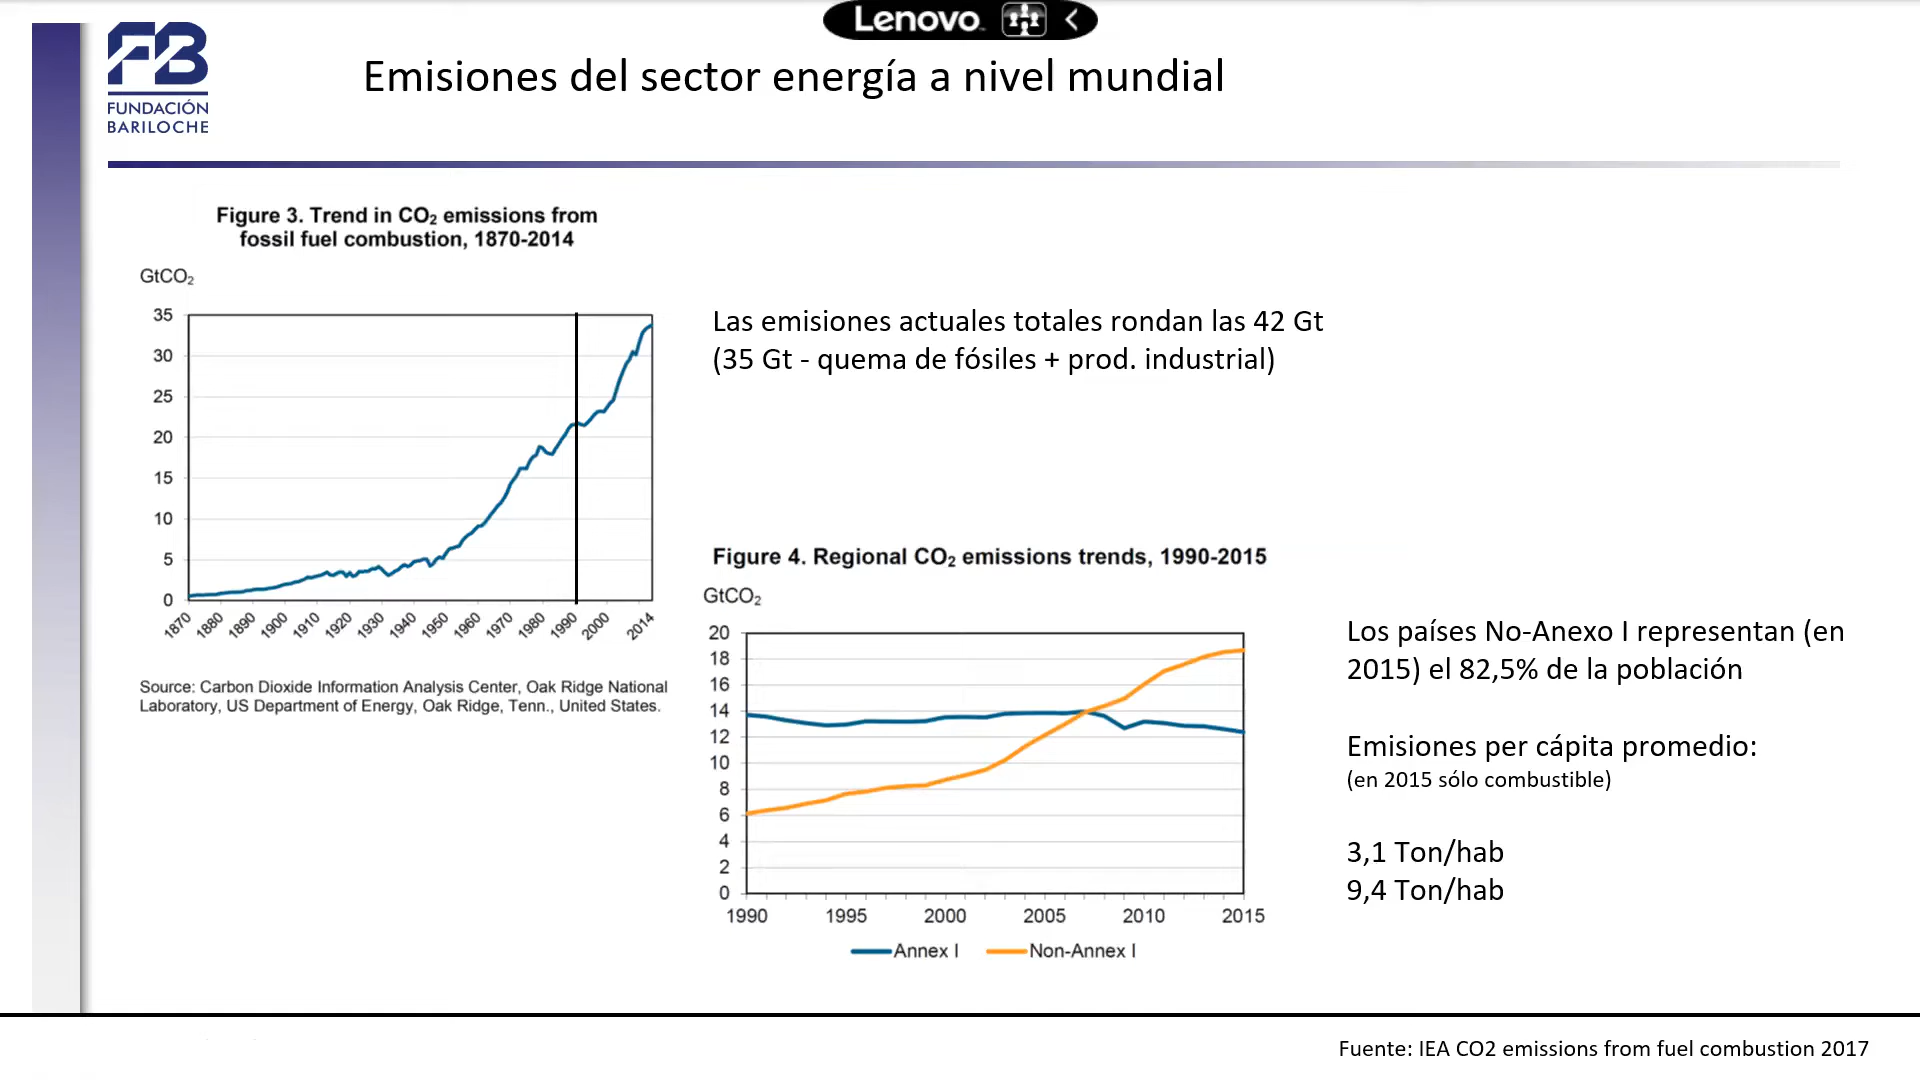 Lenovo
FUNDACIÓN
BARILOCHE
Emisiones del sector energía a nivel mundial
Figure 3. Trend in CO₂ emissions from
fossil fuel combustion, 1870-2014
GtCO₂
35
30
25
20
15
10
5
0
1870 1880 1890 1900 1910 1920 1930 1940 1950 1960 1970 1980 1990 2000 2014
Source: Carbon Dioxide Information Analysis Center, Oak Ridge National
Laboratory, US Department of Energy, Oak Ridge, Tenn., United States.
Las emisiones actuales totales rondan las 42 Gt
(35 Gt - quema de fósiles + prod. industrial)
Figure 4. Regional CO₂ emissions trends, 1990-2015
GtCO₂
20
18
16
14
12
10
8
6
4
2
0
1990 1995 2000 2005 2010 2015
Annex I Non-Annex I
Los países No-Anexo I representan (en
2015) el 82,5% de la población
Emisiones per cápita promedio:
(en 2015 sólo combustible)
3,1 Ton/hab
9,4 Ton/hab
Fuente: IEA CO2 emissions from fuel combustion 2017